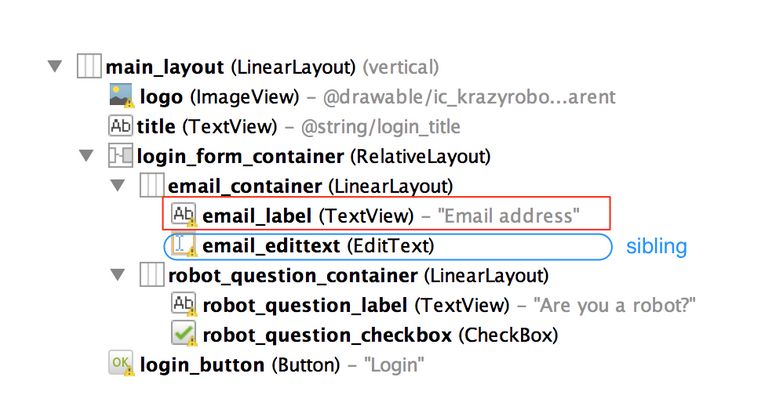 main_layout (LinearLayout) (vertical)
logo (ImageView) – @drawable/ic_krazyrobo...arent
Ab title (TextView) – @string/login_title
login_form_container (RelativeLayout)
email_container (LinearLayout)
Ab email_label (TextView) – "Email address"
email_edittext (EditText) sibling
robot_question_container (LinearLayout)
Ab robot_question_label (TextView) – "Are you a robot?"
robot_question_checkbox (CheckBox)
OK login_button (Button) – "Login"